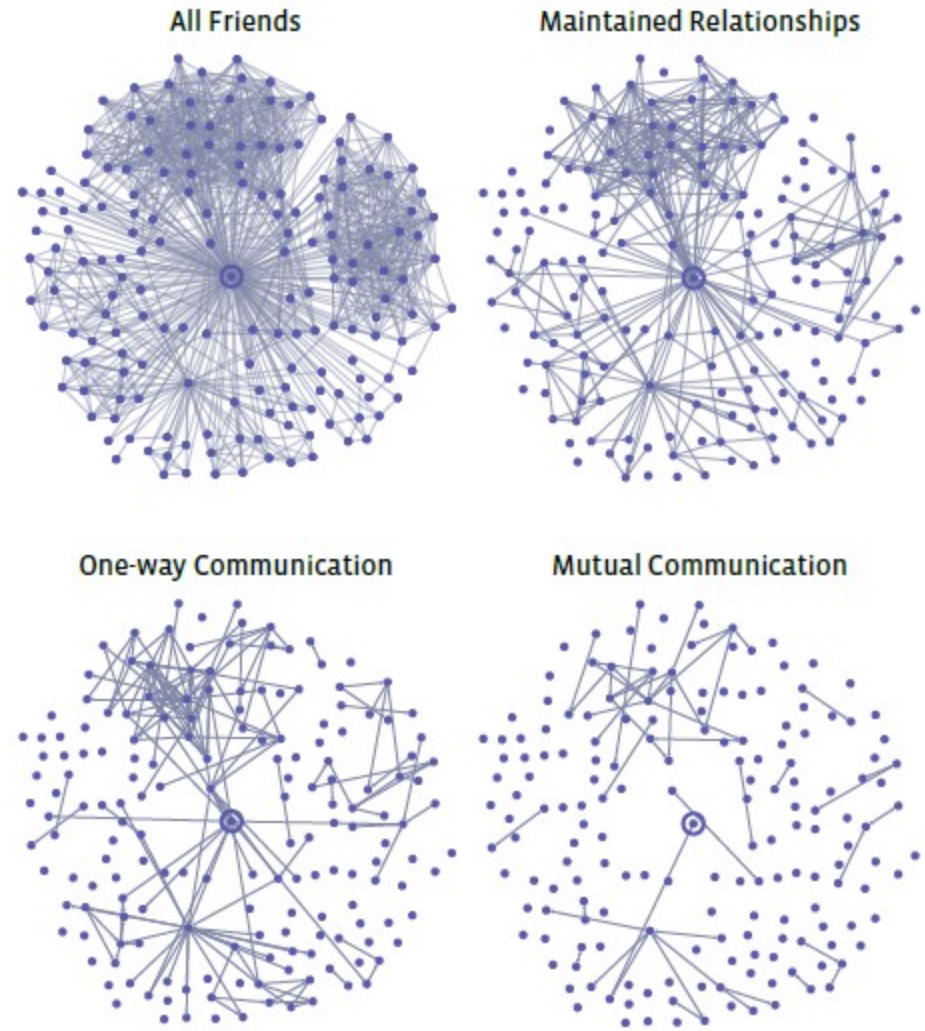 All Friends
Maintained Relationships
One-way Communication
Mutual Communication